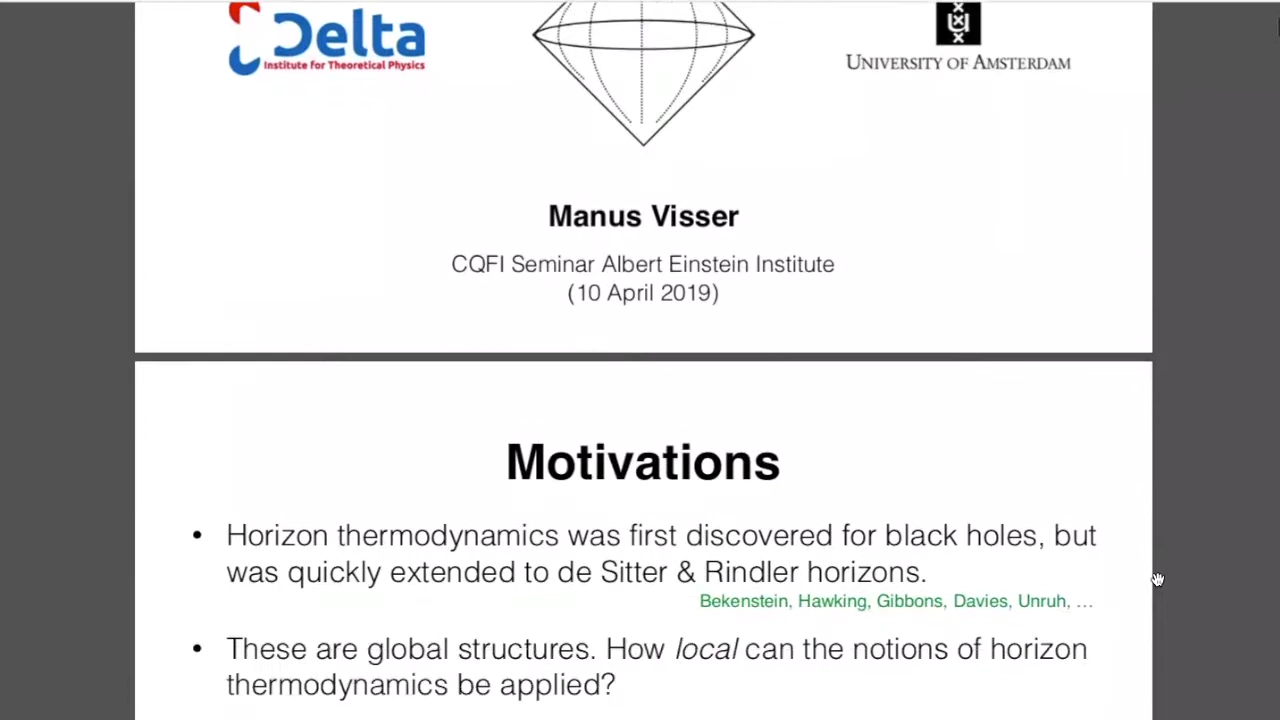 Delta
Institute for Theoretical Physics
UNIVERSITY OF AMSTERDAM
Manus Visser
CQFI Seminar Albert Einstein Institute
(10 April 2019)
Motivations
• Horizon thermodynamics was first discovered for black holes, but
was quickly extended to de Sitter & Rindler horizons.
Bekenstein, Hawking, Gibbons, Davies, Unruh, …
• These are global structures. How local can the notions of horizon
thermodynamics be applied?